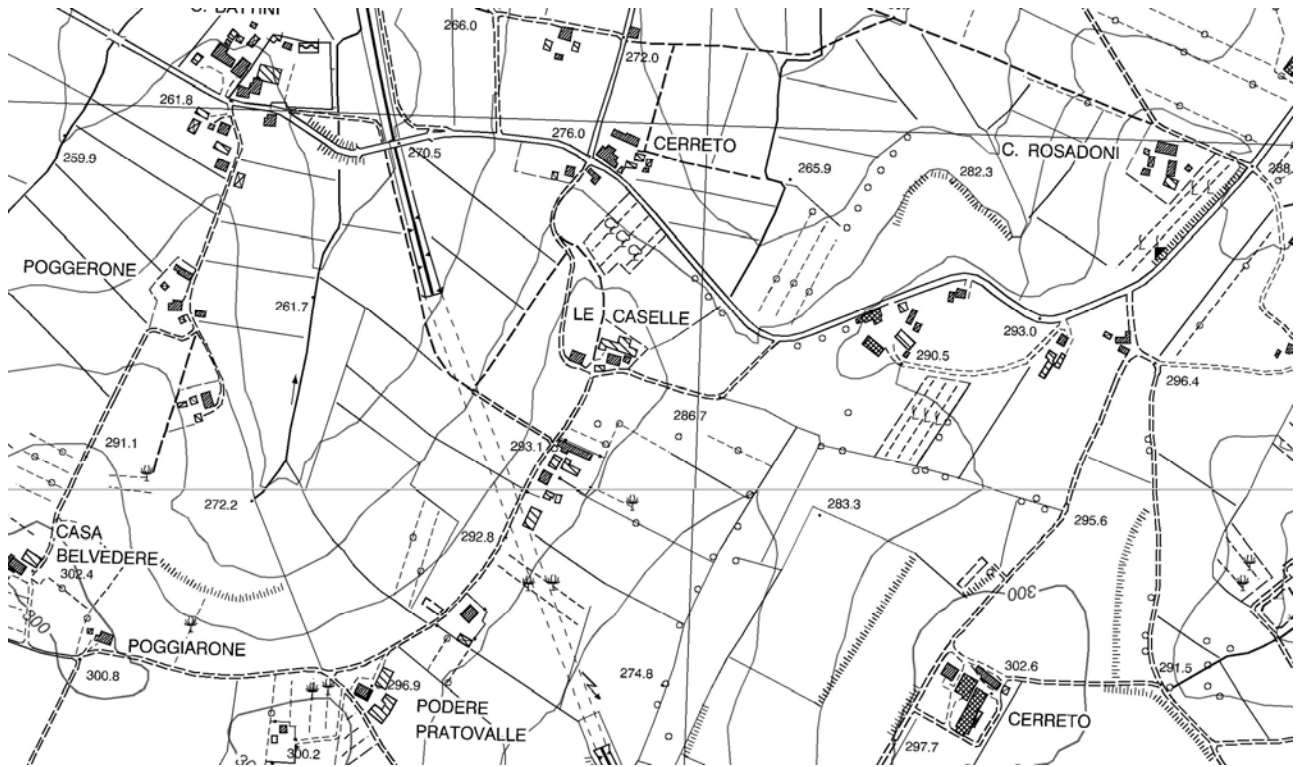 C. BATTINI
266.0
272.0
261.8
276.0
270.5
CERRETO
C. ROSADONI
259.9
265.9
282.3
288.
POGGERONE
261.7
LE CASELLE
293.0
290.5
296.4
286.7
291.1
293.1
272.2
283.3
295.6
292.8
CASA
BELVEDERE
302.4
300
300
POGGIARONE
300.8
274.8
302.6
291.5
296.9
PODERE
PRATOVALLE
CERRETO
300.2
297.7